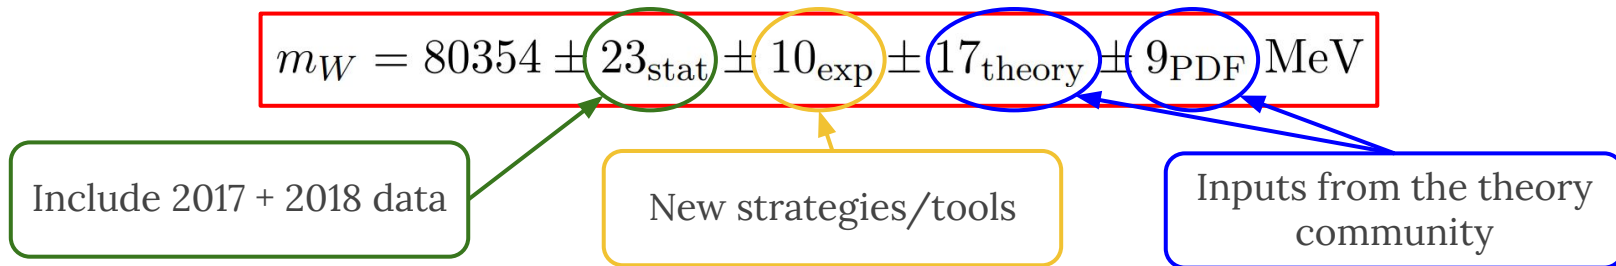 m_W = 80354 ± 23_stat ± 10_exp ± 17_theory ± 9_PDF MeV
Include 2017 + 2018 data
New strategies/tools
Inputs from the theory
community